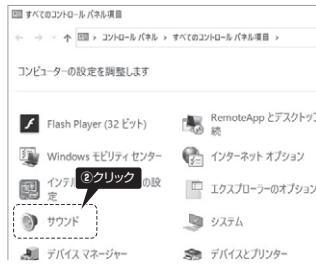 すべてのコントロール パネル項目
コントロール パネル › すべてのコントロール パネル項目 ›
コンピューターの設定を調整します
Flash Player (32 ビット)
RemoteApp とデスクトップ
続
Windows モビリティ センター
インターネット オプション
②クリック
インテル
の設
定
エクスプローラーのオプション
サウンド
システム
デバイス マネージャー
デバイスとプリンター